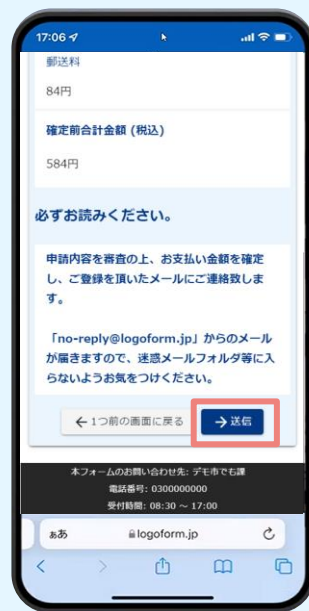 17:06
郵送料
84円
確定前合計金額 (税込)
584円
必ずお読みください。
申請内容を審査の上、お支払い金額を確定
し、ご登録を頂いたメールにご連絡致しま
す。
「no-reply@logoform.jp」からのメール
が届きますので、迷惑メールフォルダ等に入
らないようお気をつけください。
←1つ前の画面に戻る →送信
本フォームのお問い合わせ先: デモ市でも課
電話番号: 0300000000
受付時間: 08:30 ～ 17:00
ぁあ logoform.jp